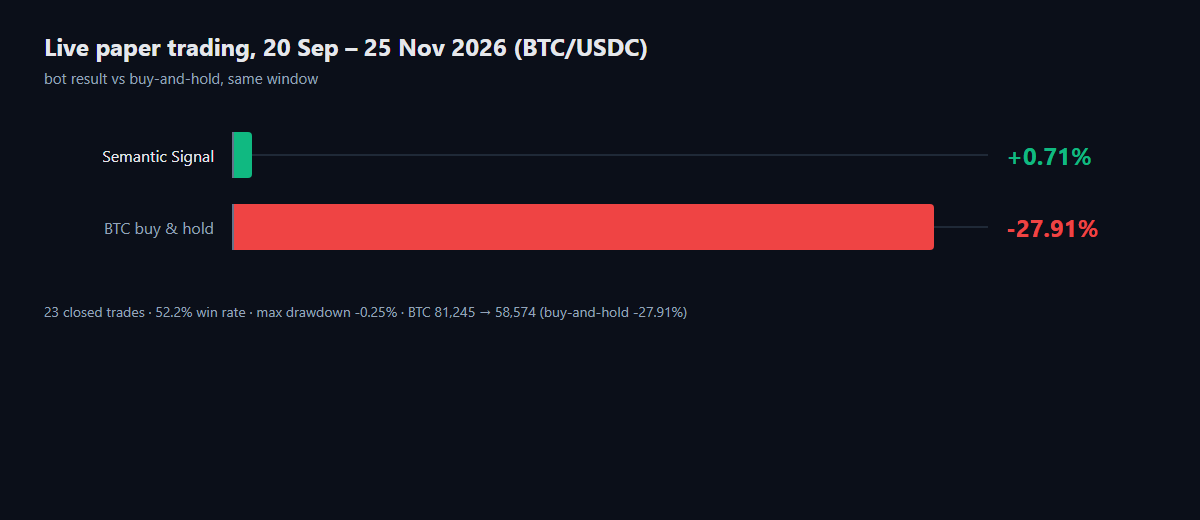 Live paper trading, 20 Sep – 25 Nov 2026 (BTC/USDC)
bot result vs buy-and-hold, same window
Semantic Signal +0.71%
BTC buy & hold -27.91%
23 closed trades · 52.2% win rate · max drawdown -0.25% · BTC 81,245 → 58,574 (buy-and-hold -27.91%)